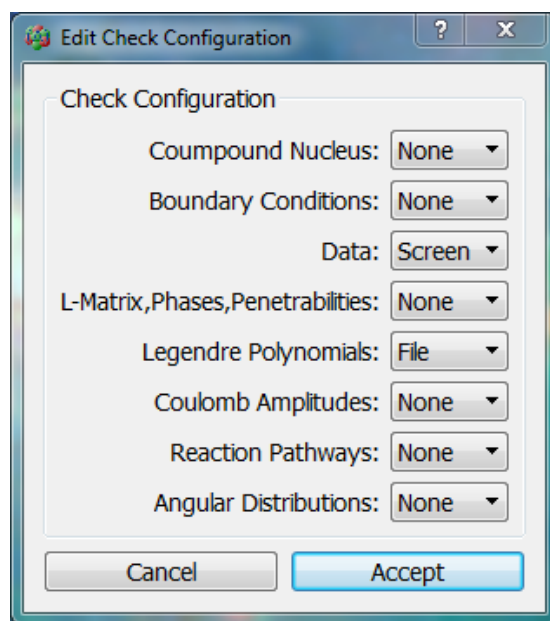 Edit Check Configuration ? X
Check Configuration
Coumpound Nucleus: None
Boundary Conditions: None
Data: Screen
L-Matrix,Phases,Penetrabilities: None
Legendre Polynomials: File
Coulomb Amplitudes: None
Reaction Pathways: None
Angular Distributions: None
Cancel Accept